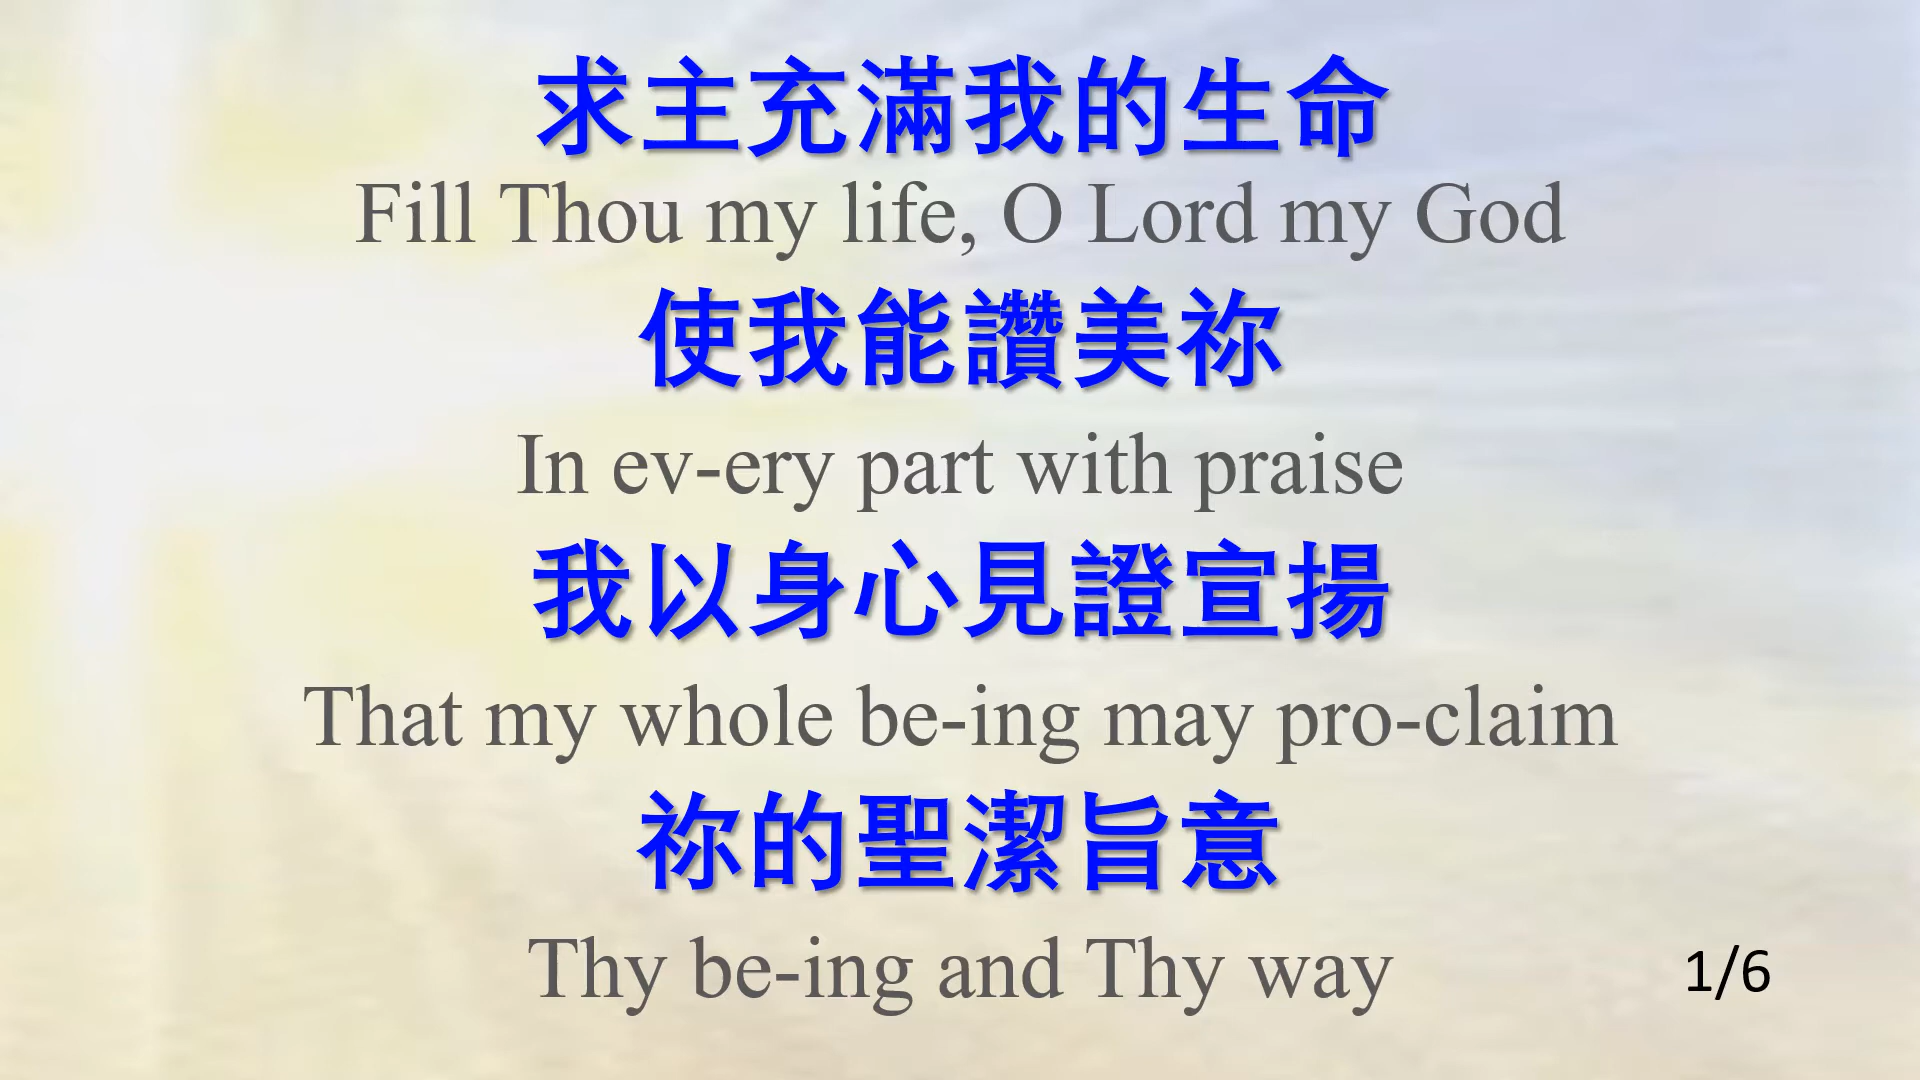 求主充滿我的生命
Fill Thou my life, O Lord my God
使我能讚美祢
In ev-ery part with praise
我以身心見證宣揚
That my whole be-ing may pro-claim
祢的聖潔旨意
Thy be-ing and Thy way
1/6